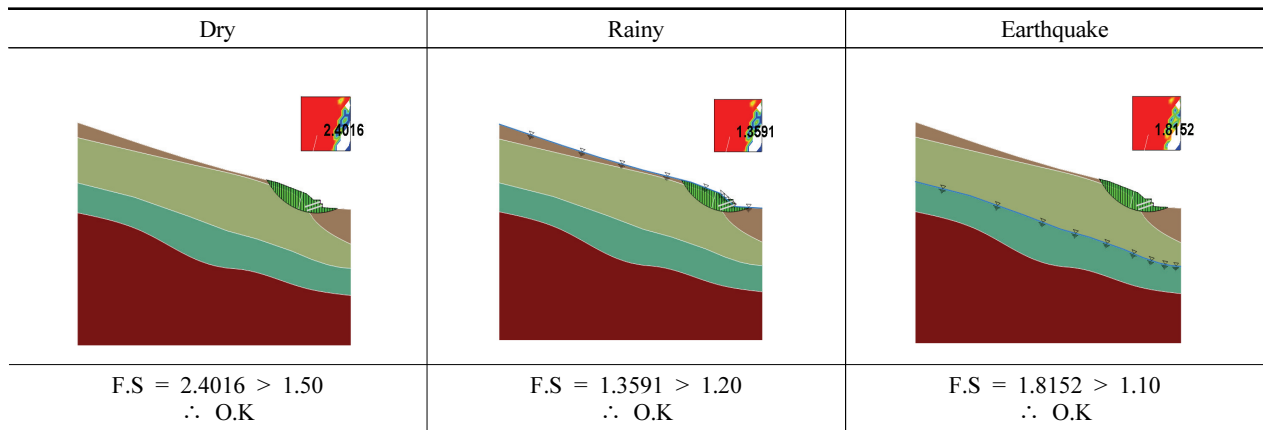 Dry
Rainy
Earthquake
2.4016
1.3591
1.8152
F.S = 2.4016 > 1.50
∴ O.K
F.S = 1.3591 > 1.20
∴ O.K
F.S = 1.8152 > 1.10
∴ O.K